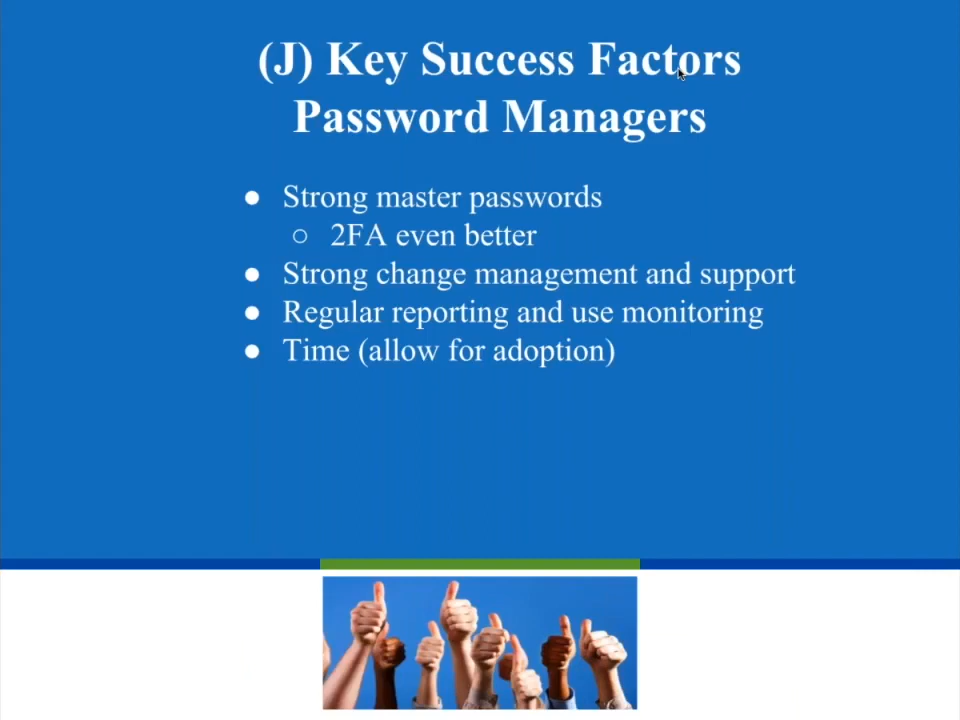 (J) Key Success Factors
Password Managers
● Strong master passwords
○ 2FA even better
● Strong change management and support
● Regular reporting and use monitoring
● Time (allow for adoption)